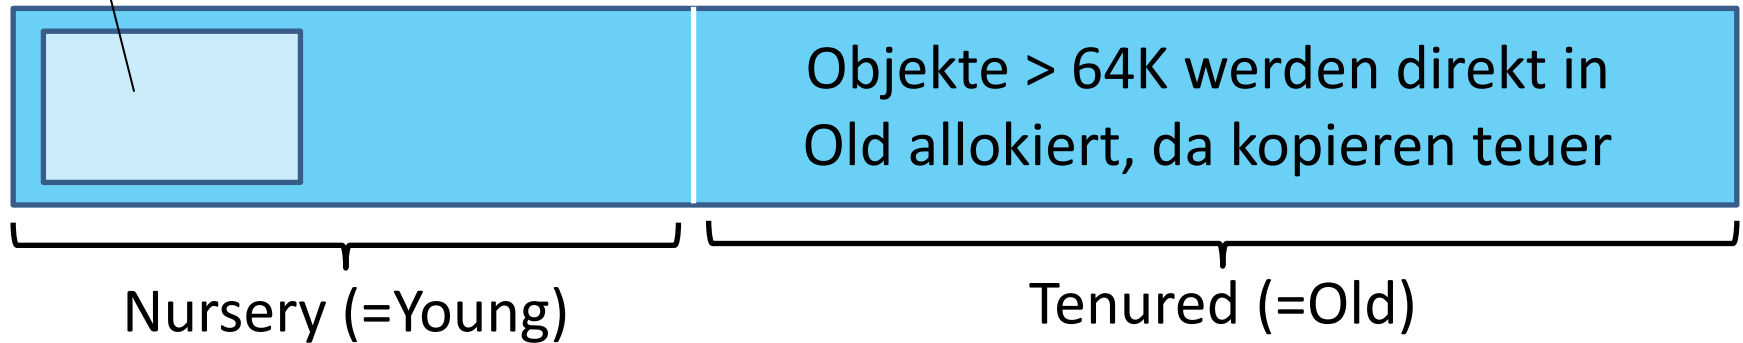 Objekte > 64K werden direkt in
Old allokiert, da kopieren teuer
Nursery (=Young)
Tenured (=Old)